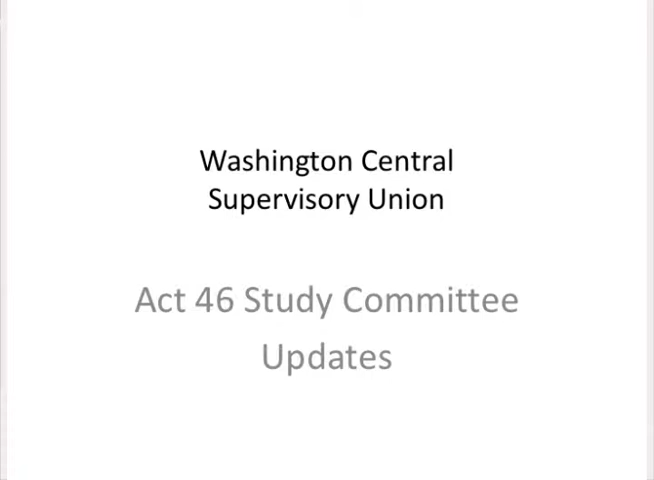 Washington Central
Supervisory Union
Act 46 Study Committee
Updates